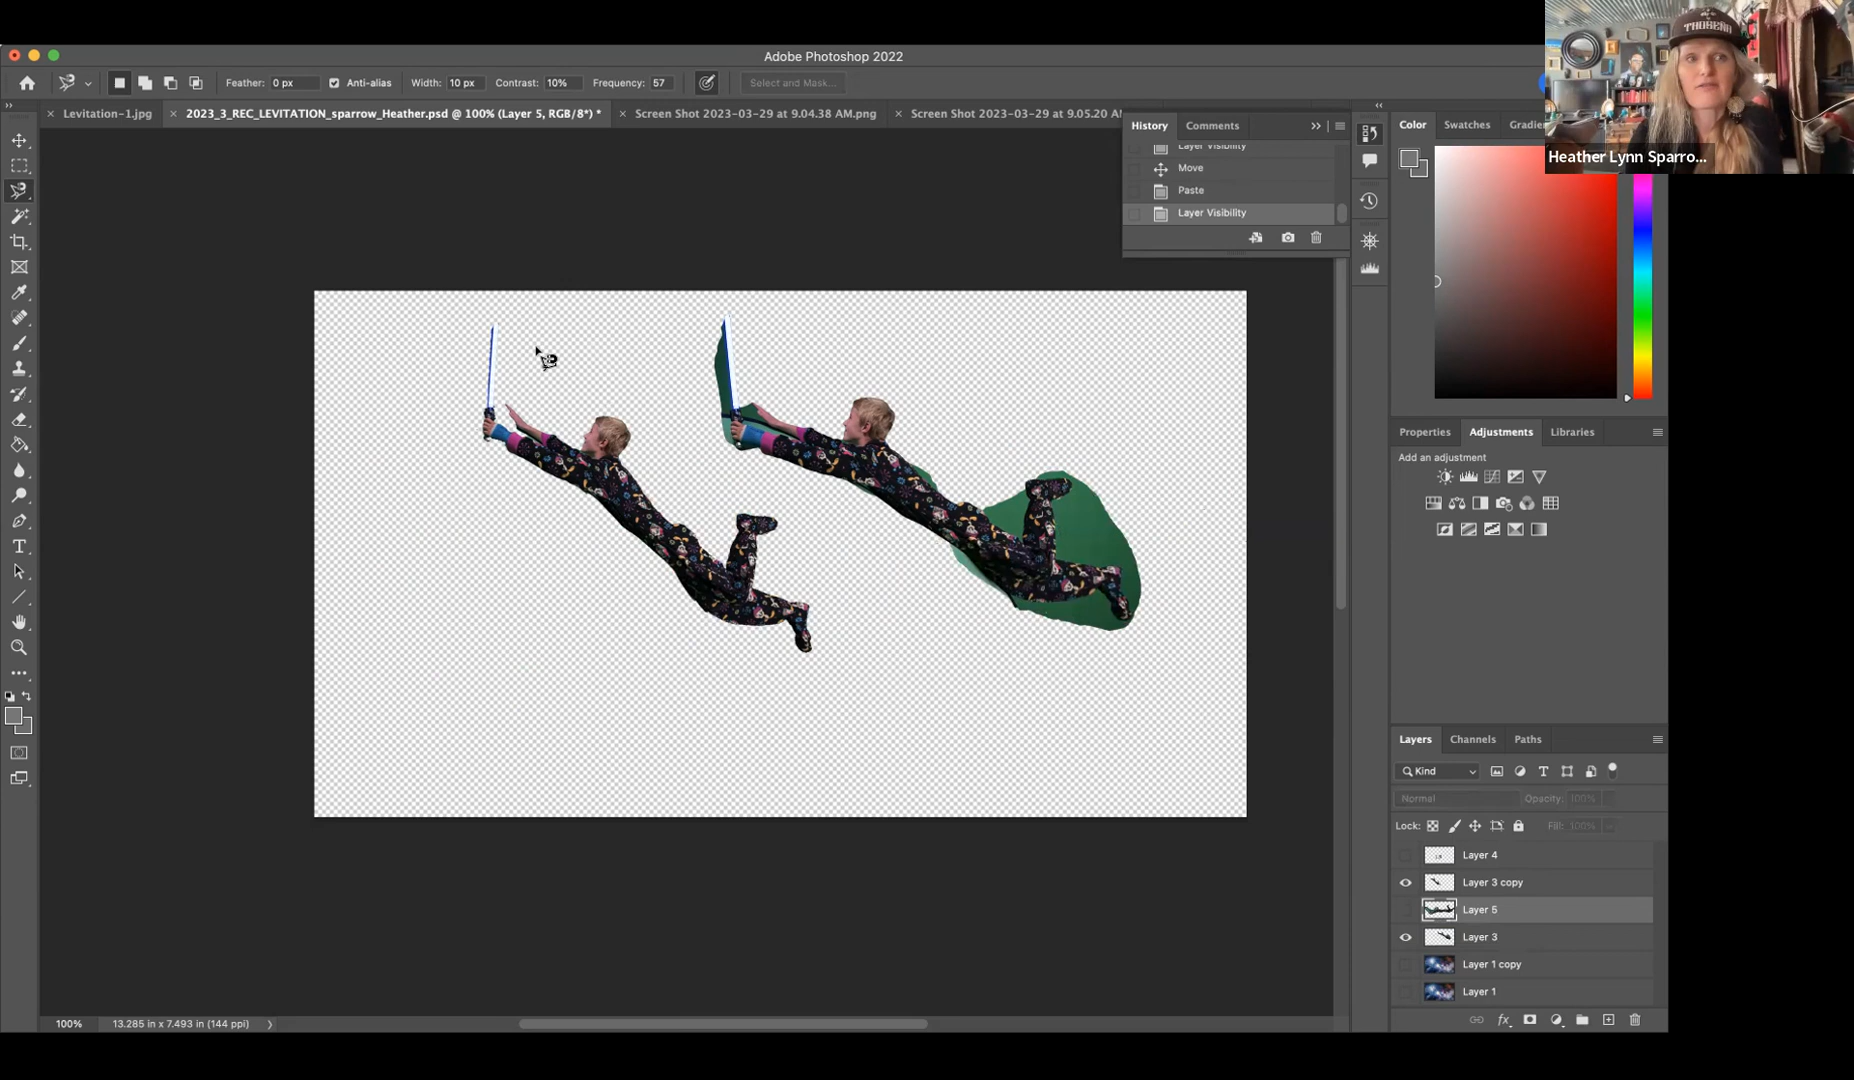 THOREAU
Heather Lynn Sparro...
Adobe Photoshop 2022
Feather: 0 px Anti-alias Width: 10 px Contrast: 10% Frequency: 57 Select and Mask...
Levitation-1.jpg 2023_3_REC_LEVITATION_sparrow_Heather.psd @ 100% (Layer 5, RGB/8*) * Screen Shot 2023-03-29 at 9.04.38 AM.png Screen Shot 2023-03-29 at 9.05.20 AM
History Comments
Layer Visibility
Move
Paste
Layer Visibility
Color Swatches Gradien
Properties Adjustments Libraries
Add an adjustment
Layers Channels Paths
Kind
Normal Opacity: 100%
Lock: Fill: 100%
Layer 4
Layer 3 copy
Layer 5
Layer 3
Layer 1 copy
Layer 1
fx
100% 13.285 in x 7.493 in (144 ppi)